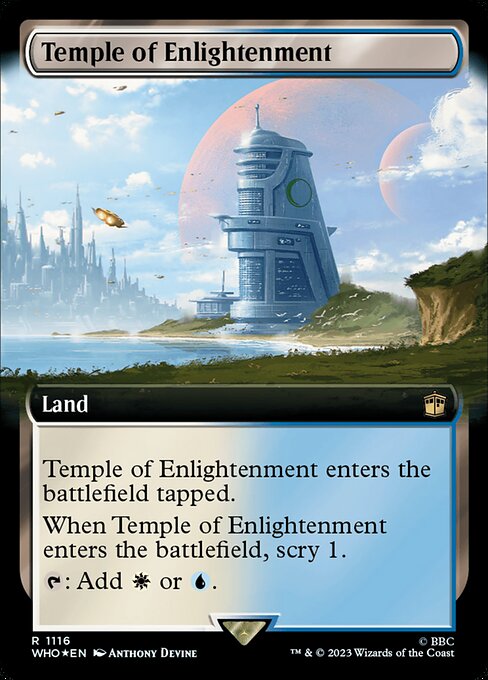 Temple of Enlightenment
Land
Temple of Enlightenment enters the
battlefield tapped.
When Temple of Enlightenment
enters the battlefield, scry 1.
: Add or .
R 1116
WHO★EN Anthony Devine
© BBC
™ & © 2023 Wizards of the Coast